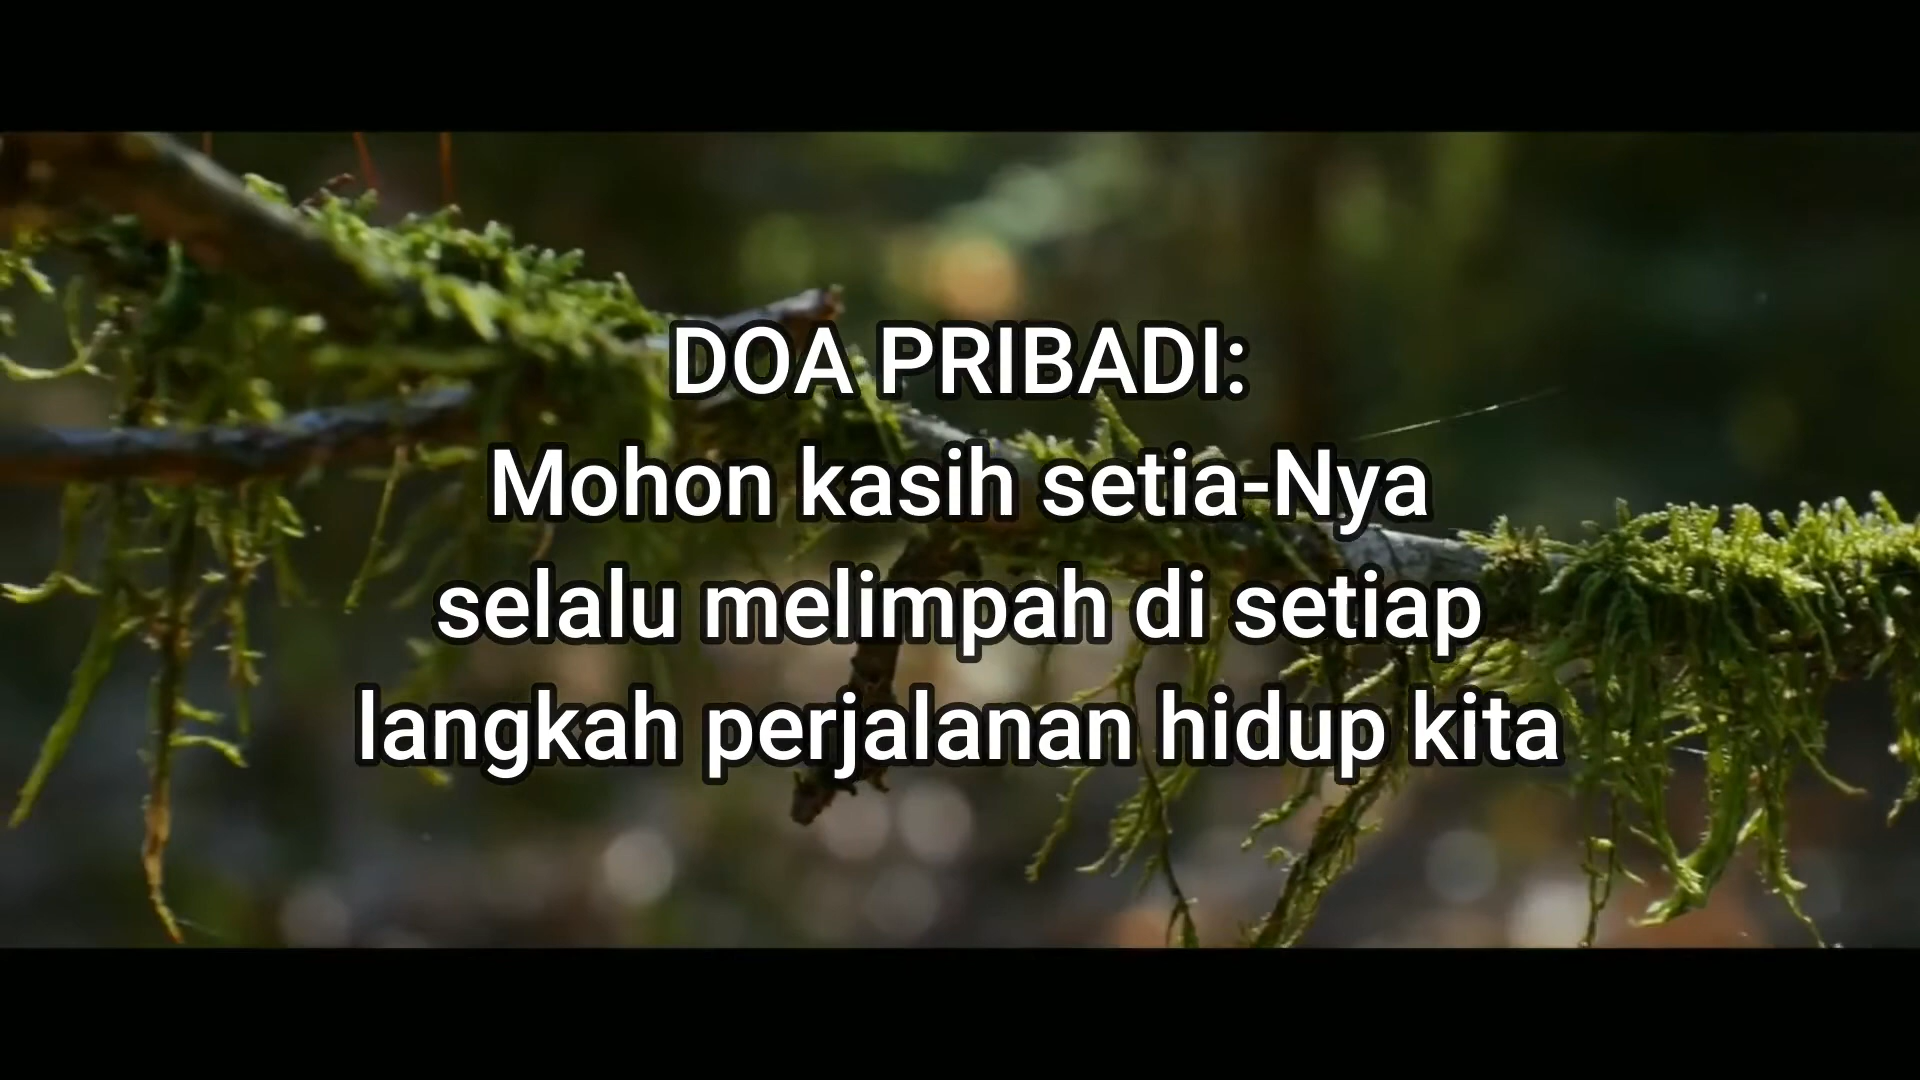 DOA PRIBADI:
Mohon kasih setia-Nya
selalu melimpah di setiap
langkah perjalanan hidup kita